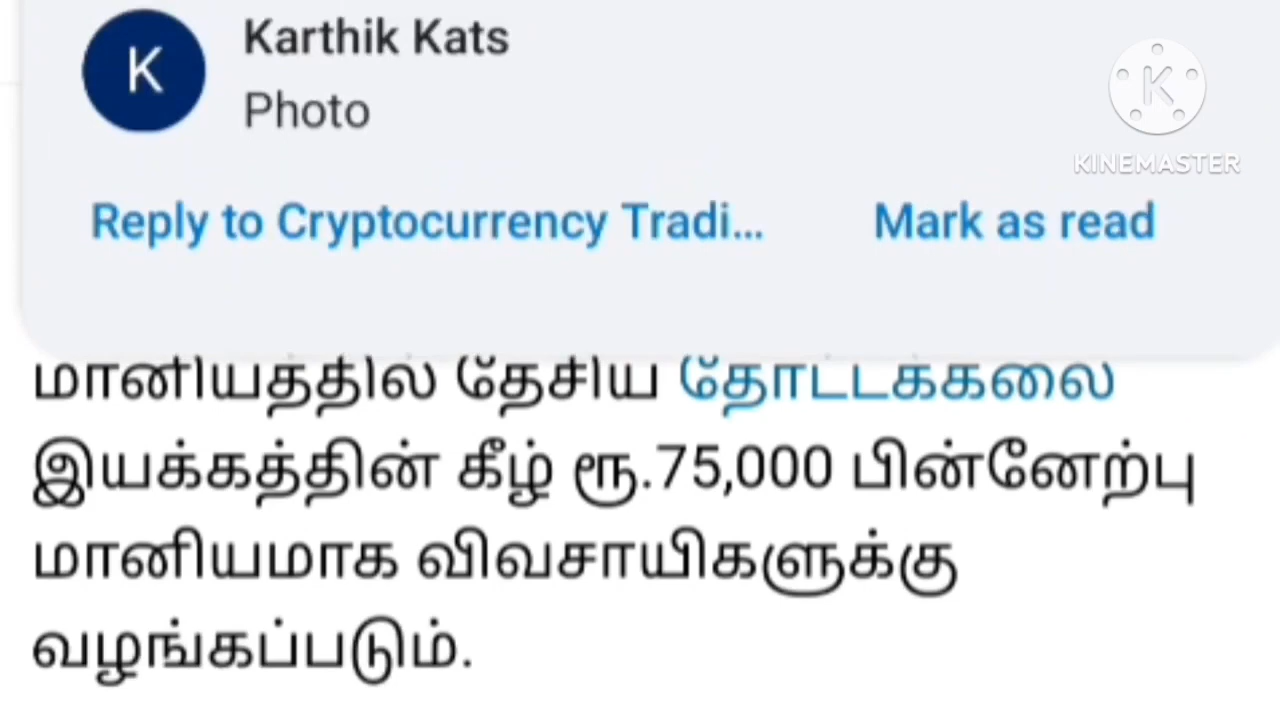 K
Karthik Kats
Photo
K
KINEMASTER
Reply to Cryptocurrency Tradi...
Mark as read
மானியத்தில் தேசிய தோட்டக்கலை
இயக்கத்தின் கீழ் ரூ.75,000 பின்னேற்பு
மானியமாக விவசாயிகளுக்கு
வழங்கப்படும்.